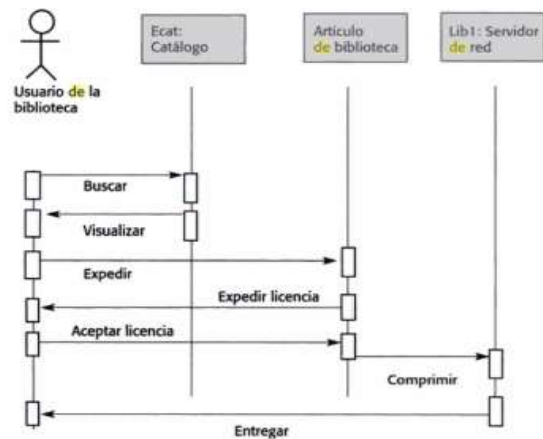 Ecat:
Catálogo
Artículo
de biblioteca
Lib1: Servidor
de red
Usuario de la
biblioteca
Buscar
Visualizar
Expedir
Expedir licencia
Aceptar licencia
Comprimir
Entregar